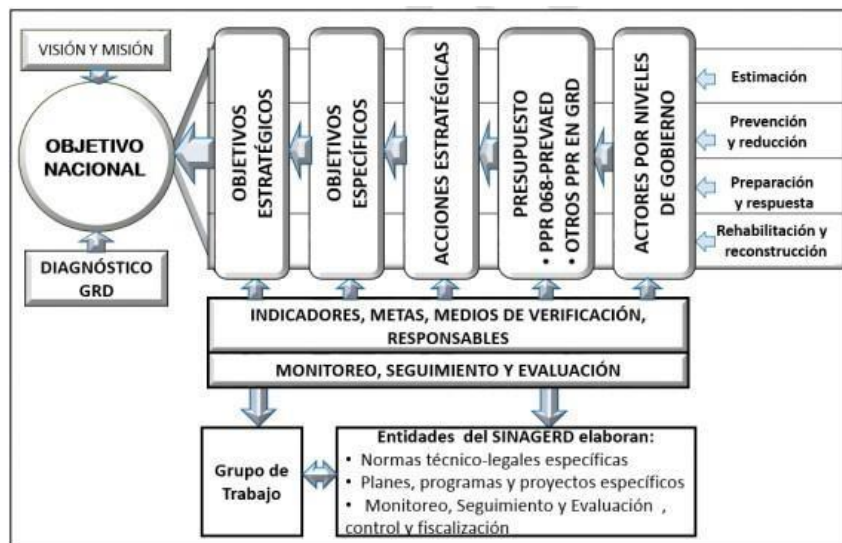 VISIÓN Y MISIÓN
OBJETIVO
NACIONAL
DIAGNÓSTICO
GRD
OBJETIVOS
ESTRATÉGICOS
OBJETIVOS
ESPECÍFICOS
ACCIONES ESTRATÉGICAS
PRESUPUESTO
• PPR 068-PREVAED
• OTROS PPR EN GRD
ACTORES POR NIVELES
DE GOBIERNO
Estimación
Prevención
y reducción
Preparación
y respuesta
Rehabilitación y
reconstrucción
INDICADORES, METAS, MEDIOS DE VERIFICACIÓN,
RESPONSABLES
MONITOREO, SEGUIMIENTO Y EVALUACIÓN
Grupo de
Trabajo
Entidades del SINAGERD elaboran:
• Normas técnico-legales específicas
• Planes, programas y proyectos específicos
• Monitoreo, Seguimiento y Evaluación ,
control y fiscalización